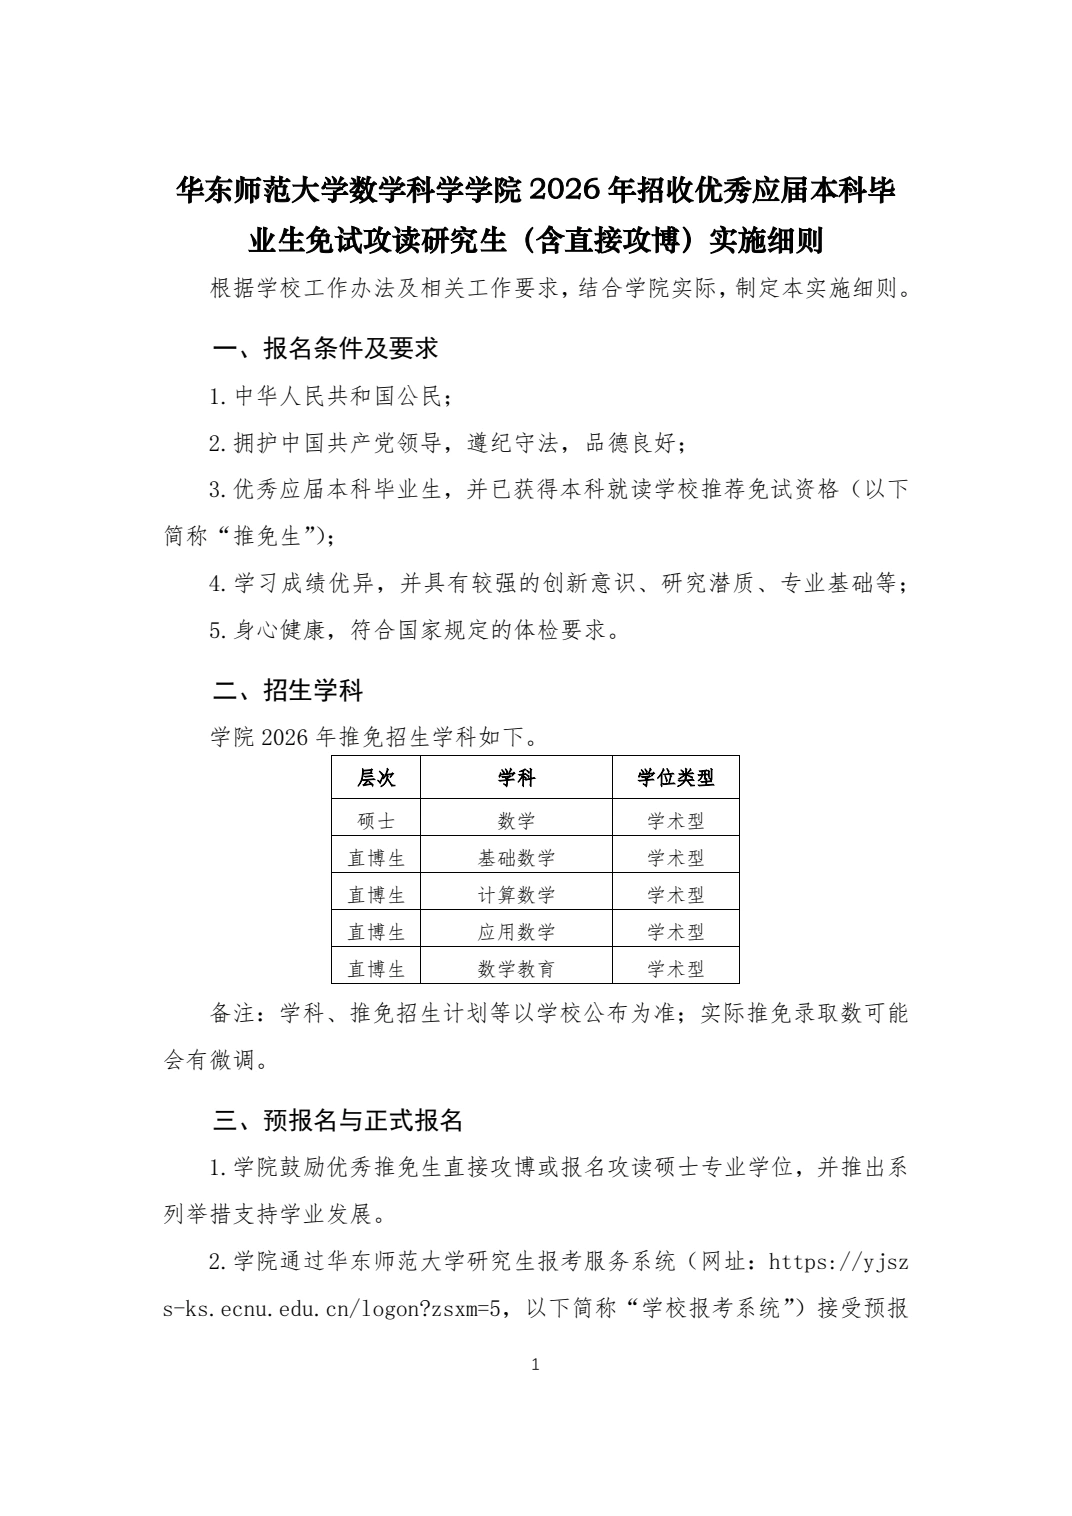 华东师范大学数学科学学院 2026 年招收优秀应届本科毕
业生免试攻读研究生（含直接攻博）实施细则
根据学校工作办法及相关工作要求，结合学院实际，制定本实施细则。
一、报名条件及要求
1.中华人民共和国公民；
2.拥护中国共产党领导，遵纪守法，品德良好；
3.优秀应届本科毕业生，并已获得本科就读学校推荐免试资格（以下
简称“推免生”）；
4.学习成绩优异，并具有较强的创新意识、研究潜质、专业基础等；
5.身心健康，符合国家规定的体检要求。
二、招生学科
学院 2026 年推免招生学科如下。
层次 学科 学位类型
硕士 数学 学术型
直博生 基础数学 学术型
直博生 计算数学 学术型
直博生 应用数学 学术型
直博生 数学教育 学术型
备注：学科、推免招生计划等以学校公布为准；实际推免录取数可能
会有微调。
三、预报名与正式报名
1.学院鼓励优秀推免生直接攻博或报名攻读硕士专业学位，并推出系
列举措支持学业发展。
2.学院通过华东师范大学研究生报考服务系统（网址：https://yjsz
s-ks.ecnu.edu.cn/logon?zsxm=5，以下简称“学校报考系统”）接受预报
1